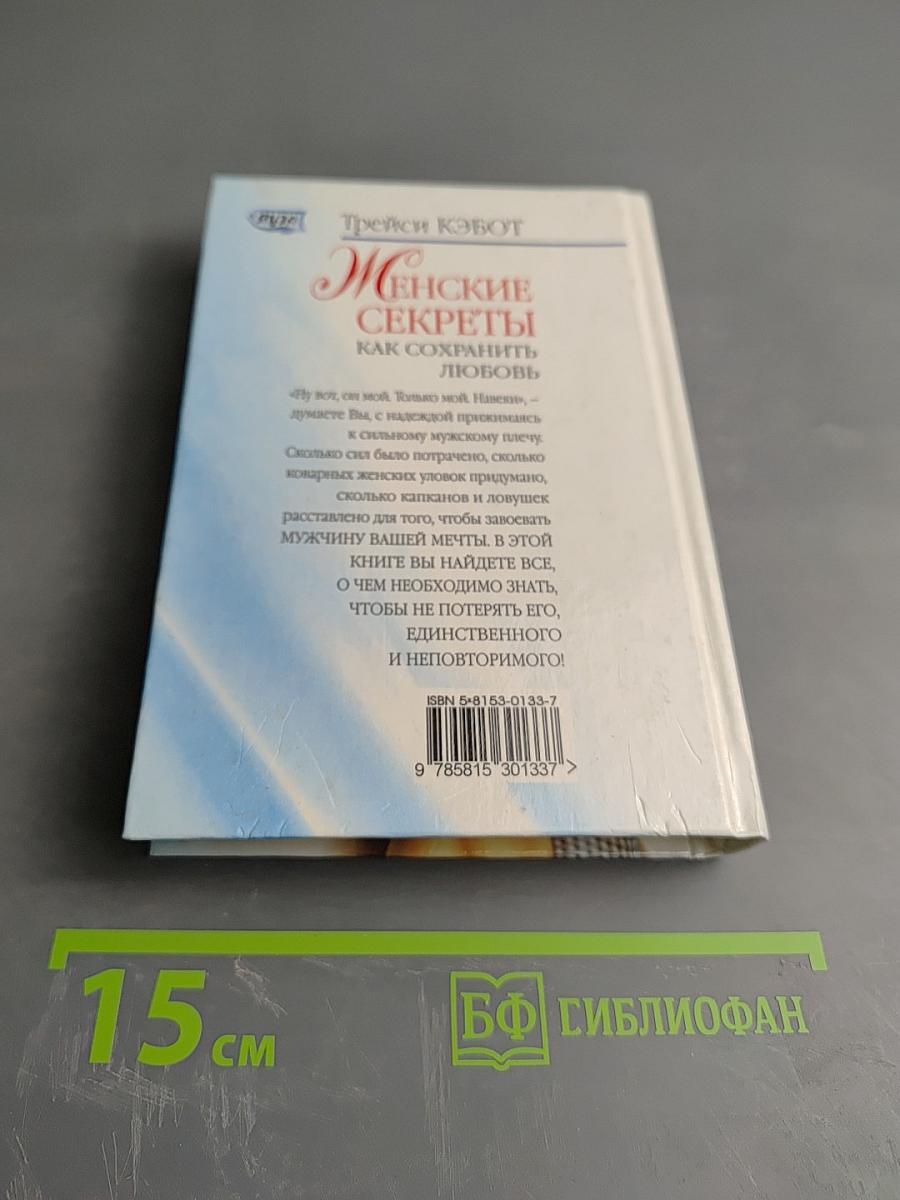 Трейси КЭБОТ
ЖЕНСКИЕ
СЕКРЕТЫ
КАК СОХРАНИТЬ
ЛЮБОВЬ
«Ну вот, он мой. Только мой. Навеки», –
думаете Вы, с надеждой прижимаясь
к сильному мужскому плечу.
Сколько сил было потрачено, сколько
коварных женских уловок придумано,
сколько капканов и ловушек
расставлено для того, чтобы завоевать
МУЖЧИНУ ВАШЕЙ МЕЧТЫ. В ЭТОЙ
КНИГЕ ВЫ НАЙДЕТЕ ВСЕ,
О ЧЕМ НЕОБХОДИМО ЗНАТЬ,
ЧТОБЫ НЕ ПОТЕРЯТЬ ЕГО,
ЕДИНСТВЕННОГО
И НЕПОВТОРИМОГО!
ISBN 5-8153-0133-7
9 785815 301337 >
15 см
БФ БИБЛИОФАН